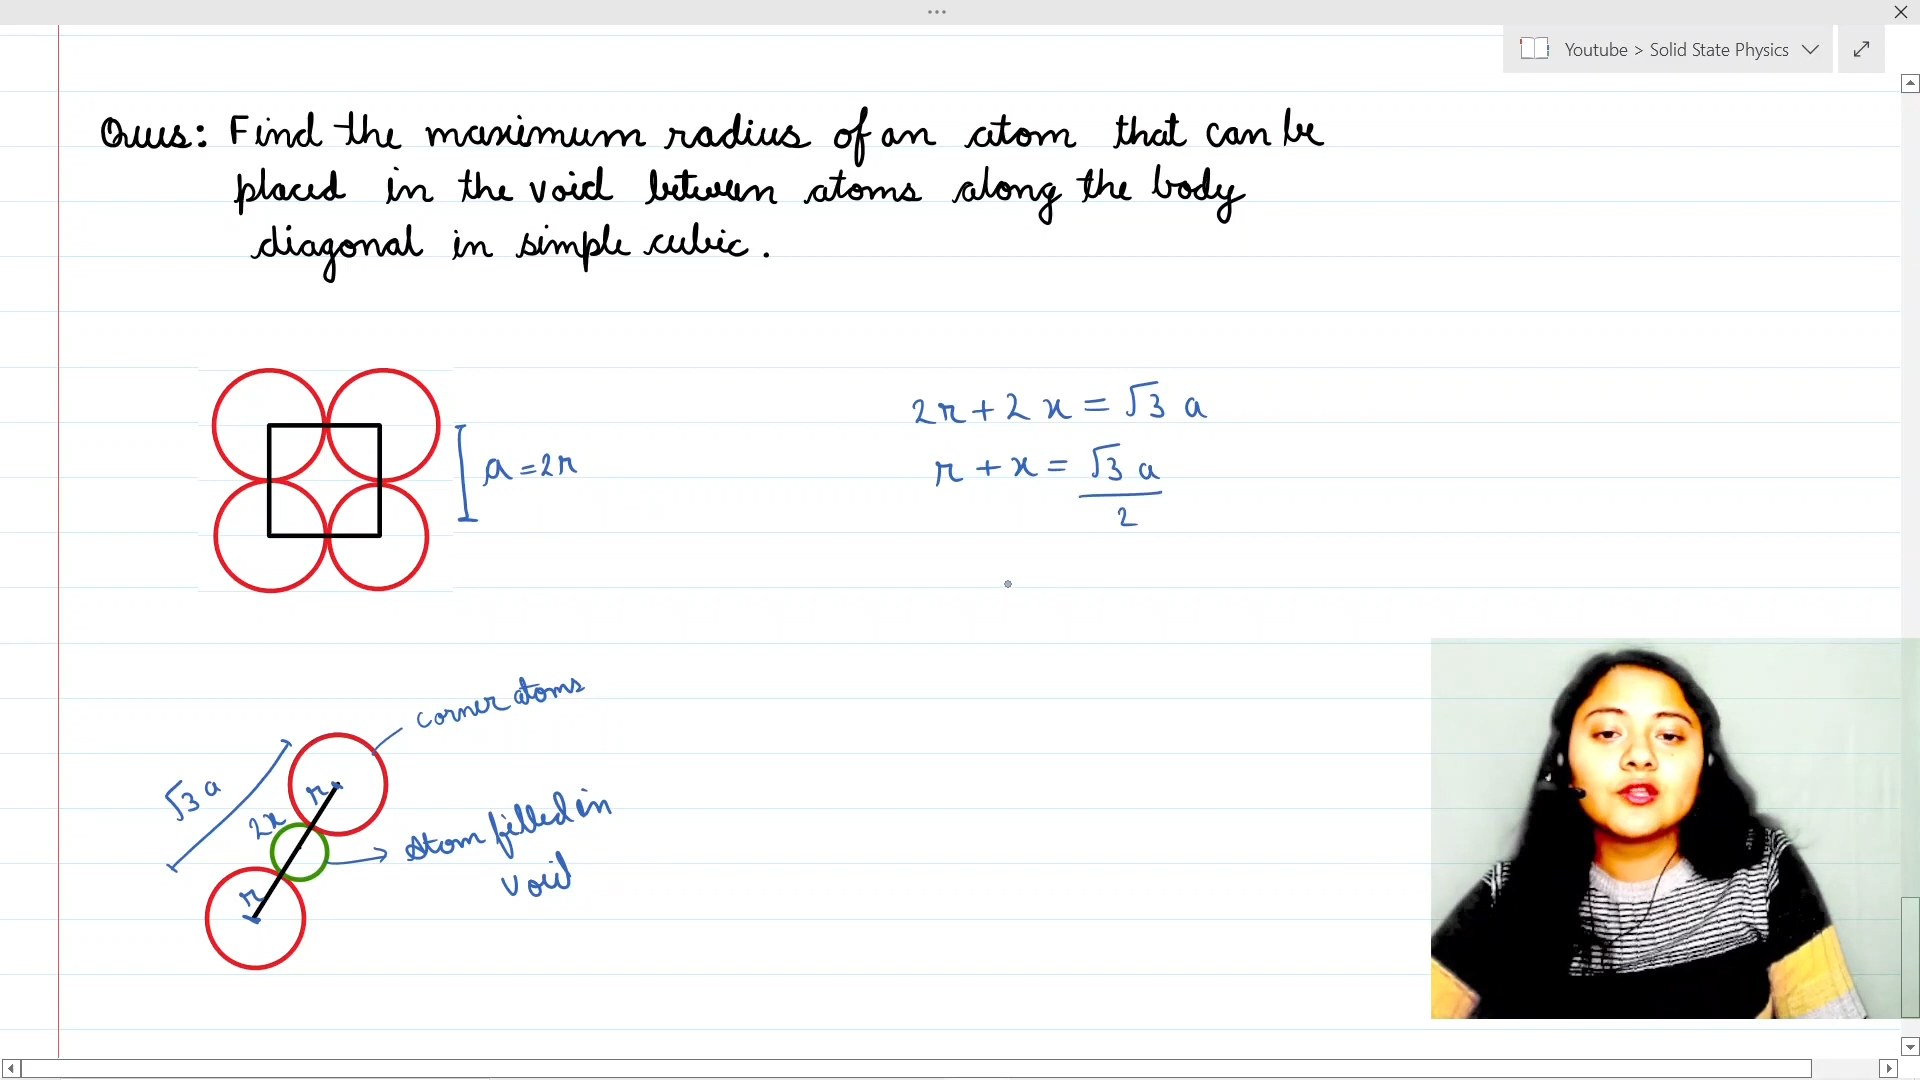 Youtube > Solid State Physics
Ques: Find the maximum radius of an atom that can be
placed in the void between atoms along the body
diagonal in simple cubic.
a = 2r
2r + 2x = √3 a
r + x = √3 a
2
corner atoms
√3 a
r
2x
Atom filled in
void
r